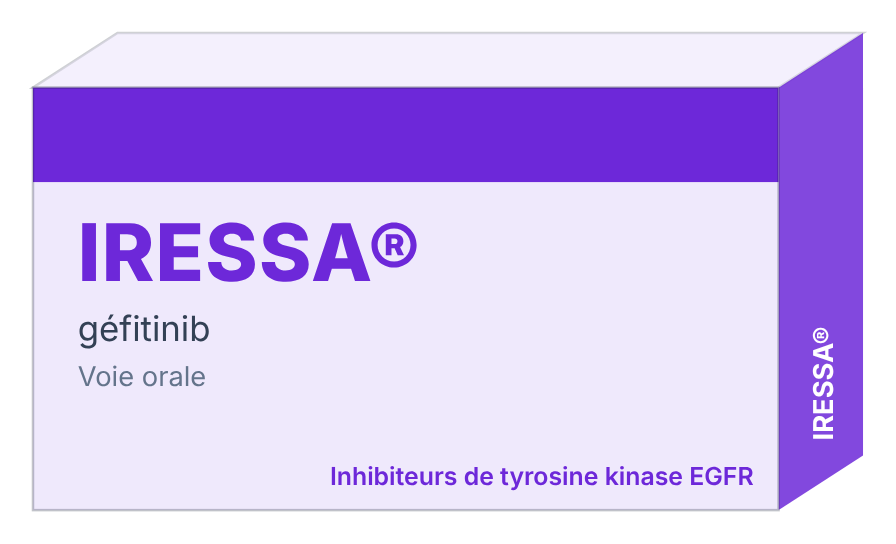 IRESSA®
géfitinib
Voie orale
Inhibiteurs de tyrosine kinase EGFR
IRESSA®